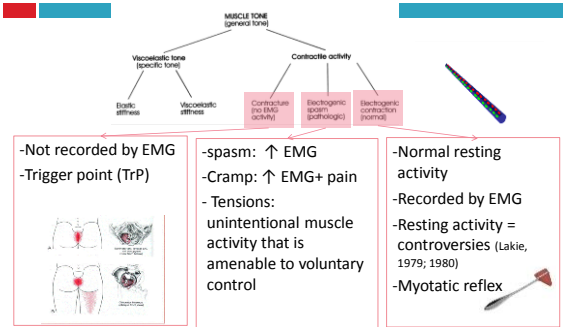 MUSCLE TONE
(general tone)
Viscoelastic tone
(specific tone)
Contractile activity
Elastic
stiffness
Viscoelastic
stiffness
Contracture
(no EMG
activity)
Electrogenic
spasm
(pathologic)
Electrogenic
contraction
(normal)
-Not recorded by EMG
-Trigger point (TrP)
-spasm: ↑ EMG
-Cramp: ↑ EMG+ pain
- Tensions:
unintentional muscle
activity that is
amenable to voluntary
control
-Normal resting
activity
-Recorded by EMG
-Resting activity =
controversies (Lakie,
1979; 1980)
-Myotatic reflex